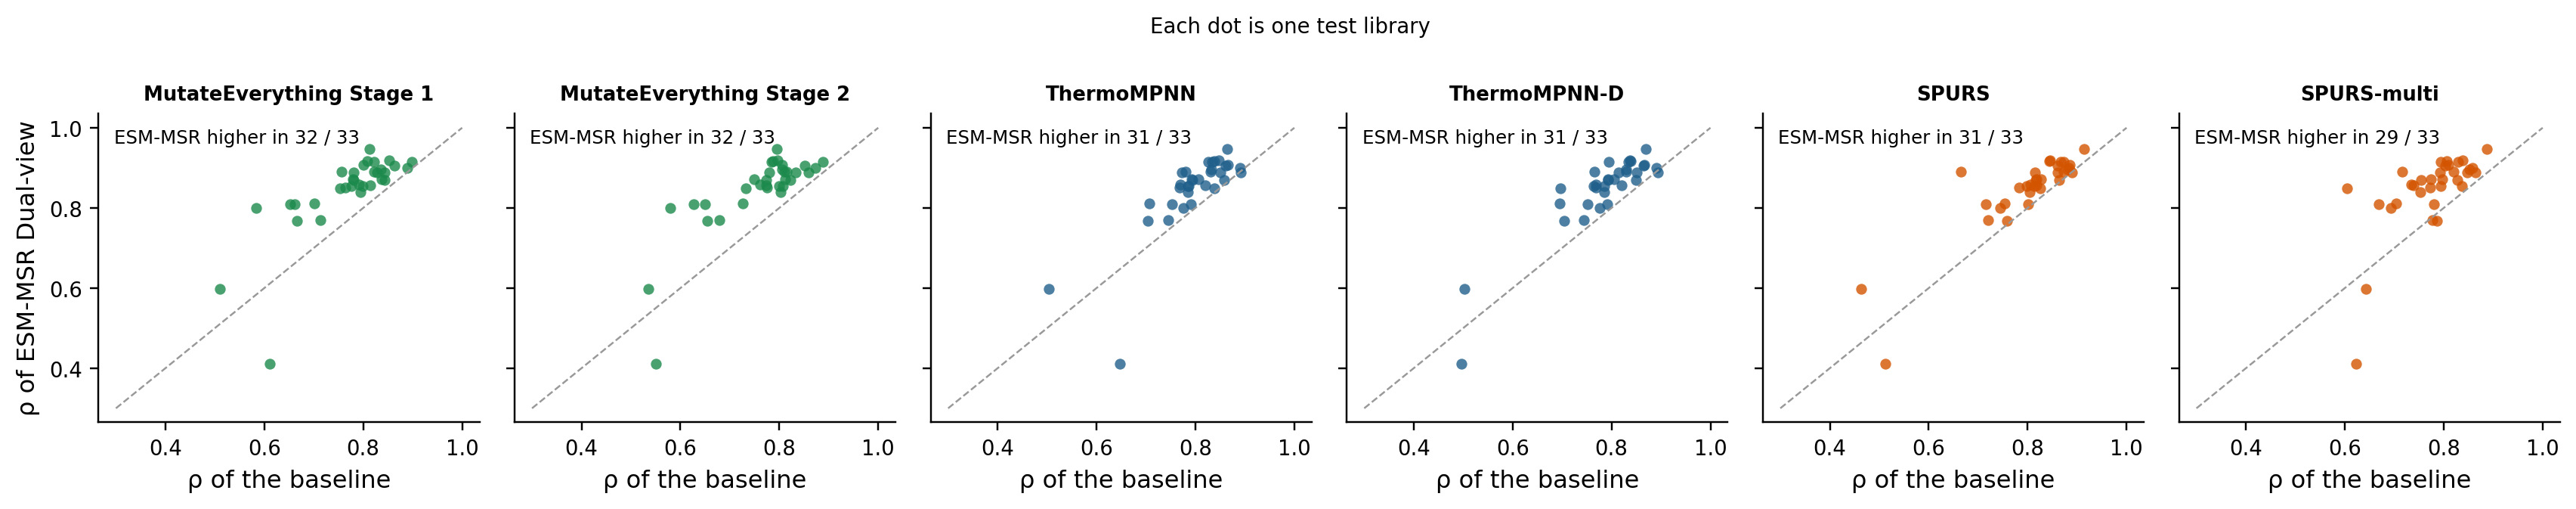 Each dot is one test library
MutateEverything Stage 1
ESM-MSR higher in 32 / 33
ρ of ESM-MSR Dual-view
1.0
0.8
0.6
0.4
0.4 0.6 0.8 1.0
ρ of the baseline
MutateEverything Stage 2
ESM-MSR higher in 32 / 33
0.4 0.6 0.8 1.0
ρ of the baseline
ThermoMPNN
ESM-MSR higher in 31 / 33
0.4 0.6 0.8 1.0
ρ of the baseline
ThermoMPNN-D
ESM-MSR higher in 31 / 33
0.4 0.6 0.8 1.0
ρ of the baseline
SPURS
ESM-MSR higher in 31 / 33
0.4 0.6 0.8 1.0
ρ of the baseline
SPURS-multi
ESM-MSR higher in 29 / 33
0.4 0.6 0.8 1.0
ρ of the baseline